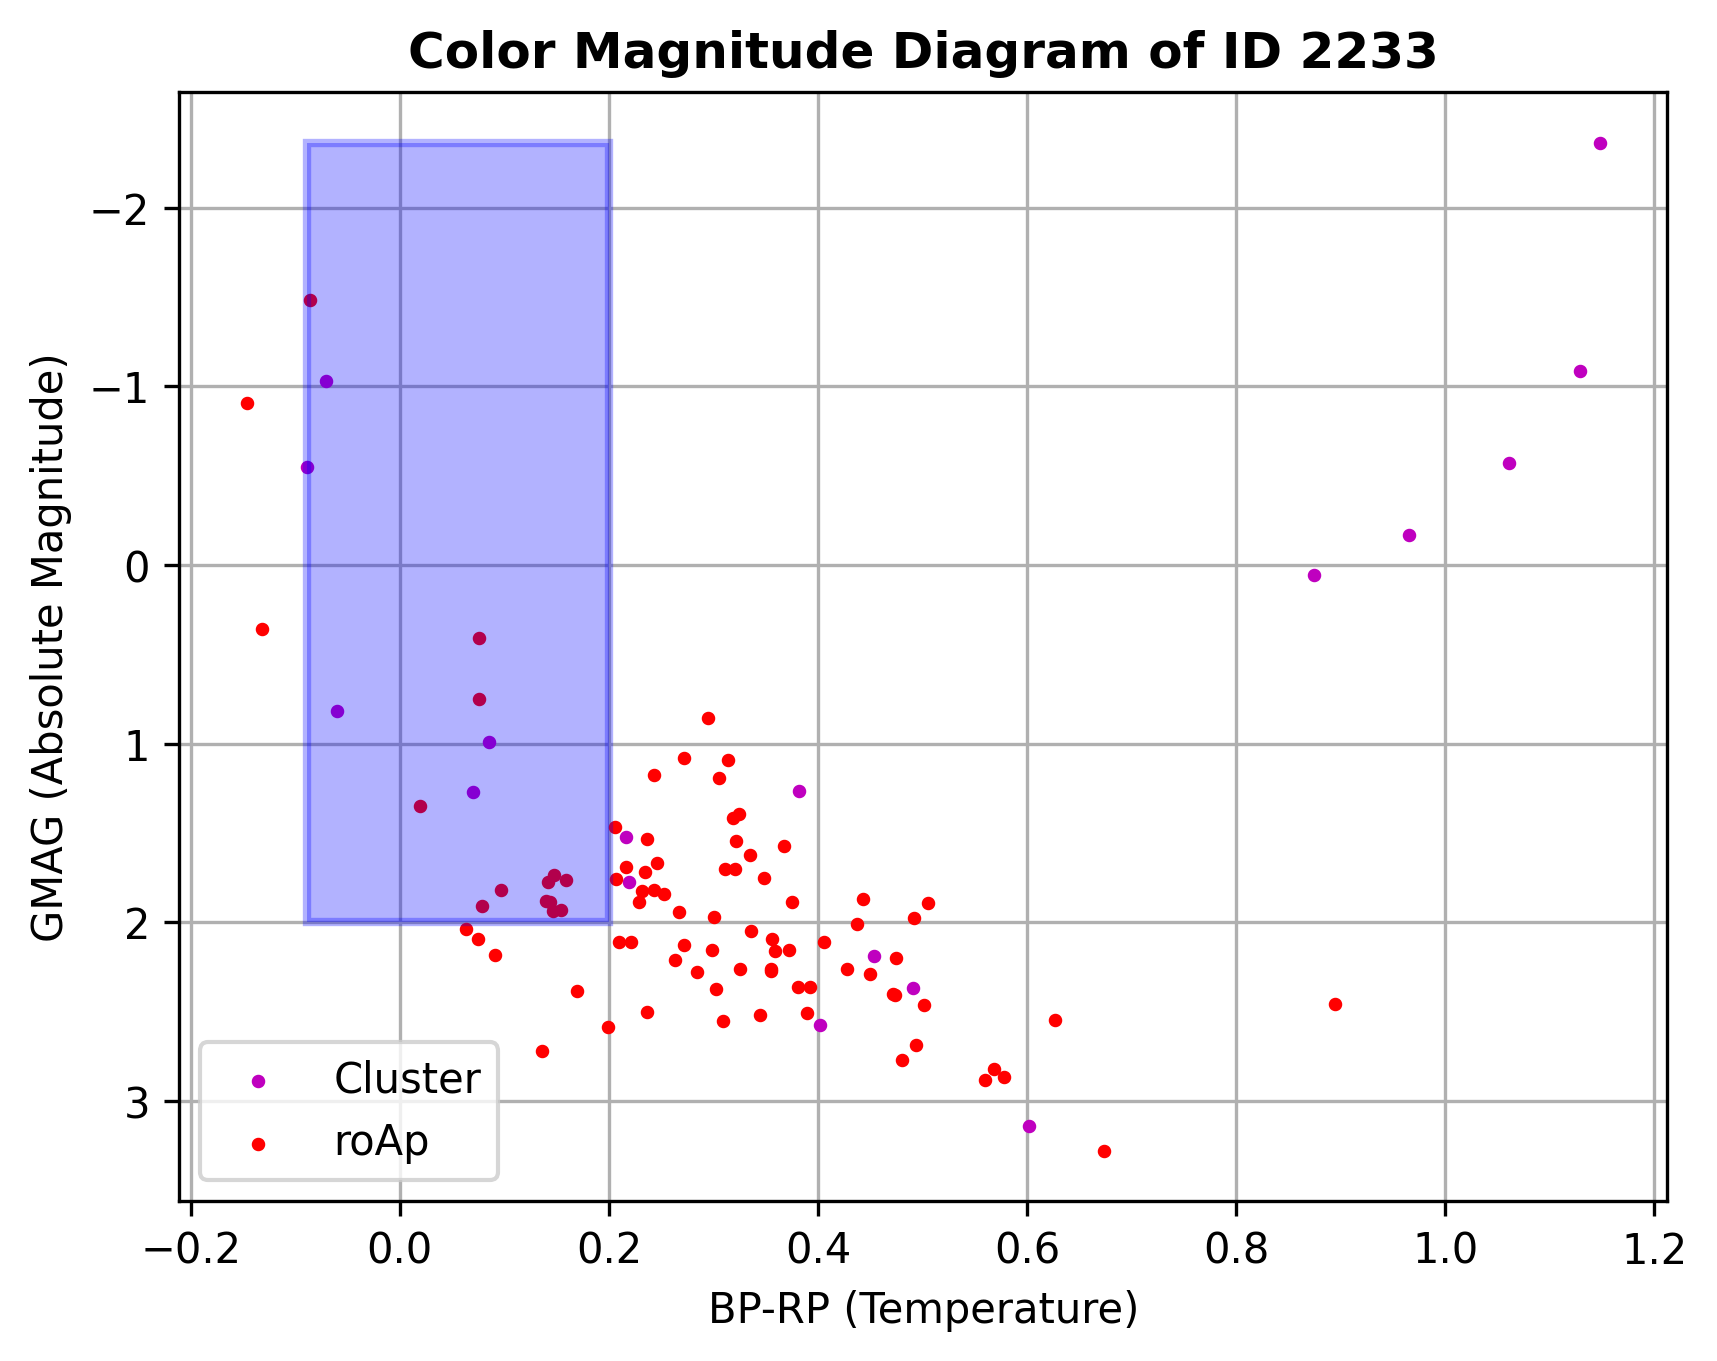 Color Magnitude Diagram of ID 2233
GMAG (Absolute Magnitude)
−2
−1
0
1
2
3
Cluster
roAp
−0.2 0.0 0.2 0.4 0.6 0.8 1.0 1.2
BP-RP (Temperature)